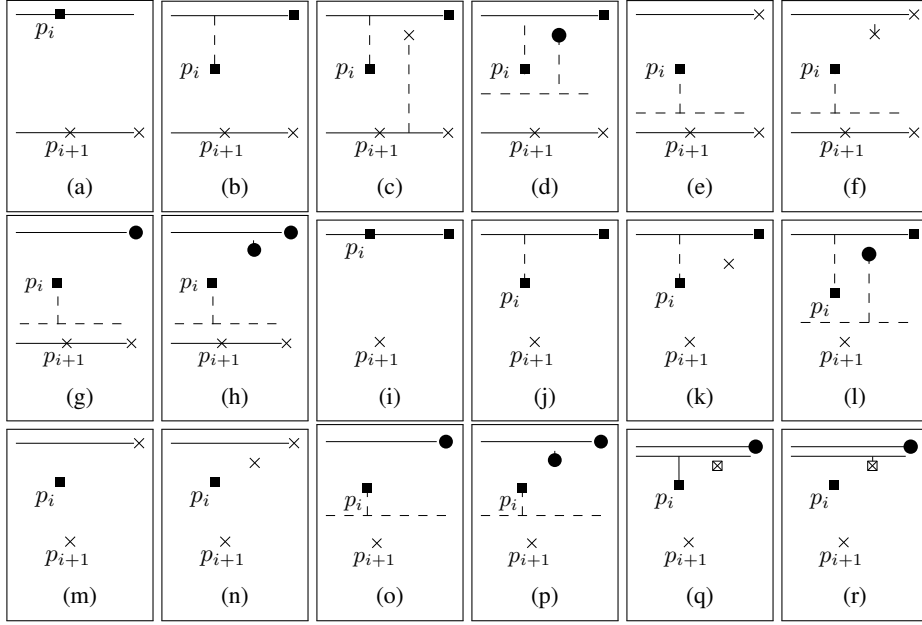 p_i
p_{i+1}
(a)
p_i
p_{i+1}
(b)
p_i
p_{i+1}
(c)
p_i
p_{i+1}
(d)
p_i
p_{i+1}
(e)
p_i
p_{i+1}
(f)
p_i
p_{i+1}
(g)
p_i
p_{i+1}
(h)
p_i
p_{i+1}
(i)
p_i
p_{i+1}
(j)
p_i
p_{i+1}
(k)
p_i
p_{i+1}
(l)
p_i
p_{i+1}
(m)
p_i
p_{i+1}
(n)
p_i
p_{i+1}
(o)
p_i
p_{i+1}
(p)
p_i
p_{i+1}
(q)
p_i
p_{i+1}
(r)